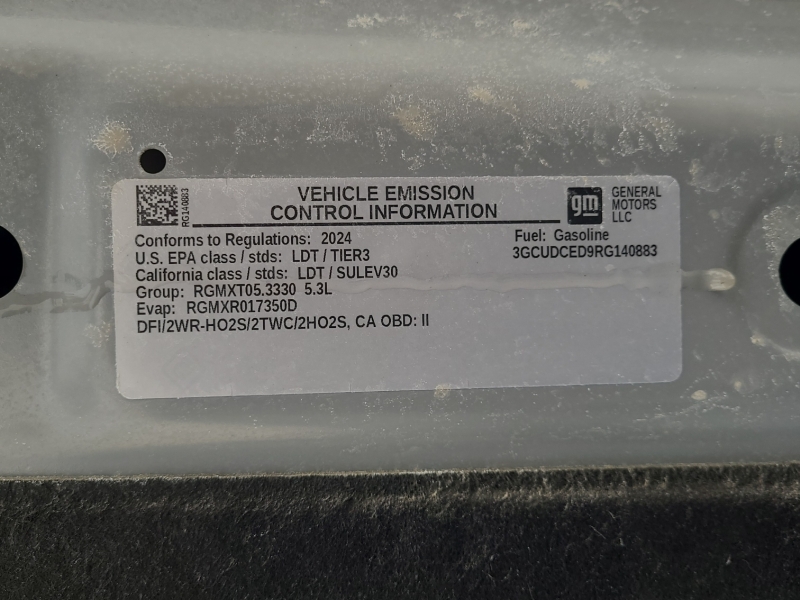 VEHICLE EMISSION
CONTROL INFORMATION
RG140883
gm
GENERAL
MOTORS
LLC
Conforms to Regulations: 2024
Fuel: Gasoline
U.S. EPA class / stds: LDT / TIER3
3GCUDCED9RG140883
California class / stds: LDT / SULEV30
Group: RGMXT05.3330 5.3L
Evap: RGMXR017350D
DFI/2WR-HO2S/2TWC/2HO2S, CA OBD: II